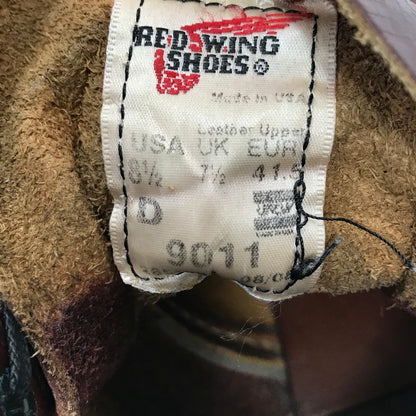 RED WING
SHOES ®
Made in USA
Leather Upper
USA UK EUR
8½ 7½ 41.5
D
9011